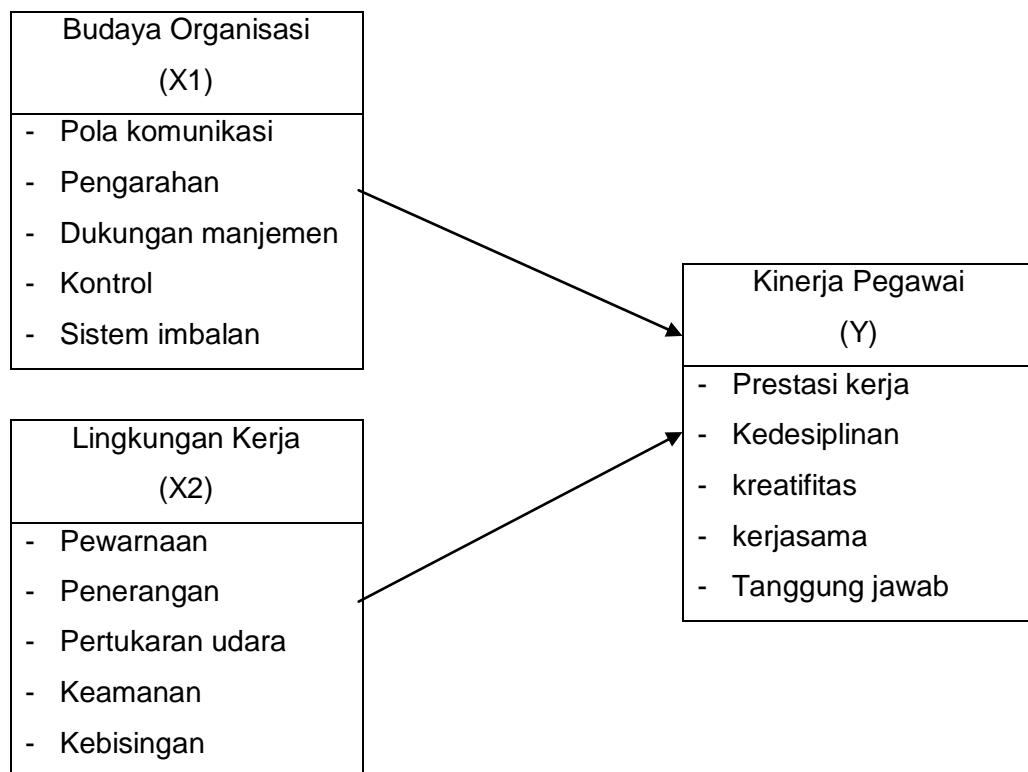 Budaya Organisasi
(X1)
- Pola komunikasi
- Pengarahan
- Dukungan manjemen
- Kontrol
- Sistem imbalan
Lingkungan Kerja
(X2)
- Pewarnaan
- Penerangan
- Pertukaran udara
- Keamanan
- Kebisingan
Kinerja Pegawai
(Y)
- Prestasi kerja
- Kedesiplinan
- kreatifitas
- kerjasama
- Tanggung jawab